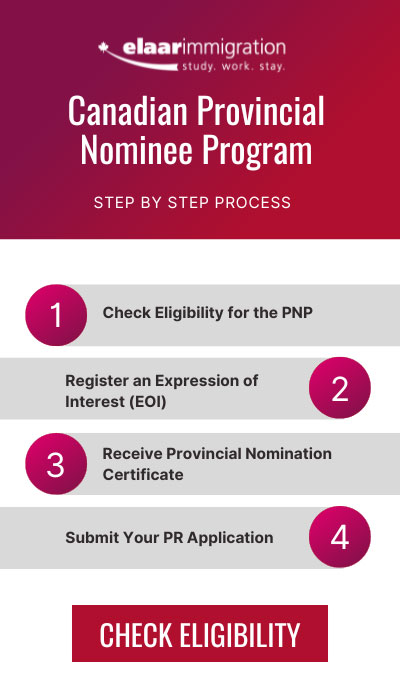 elaarimmigration
study. work. stay.
Canadian Provincial
Nominee Program
STEP BY STEP PROCESS
1
Check Eligibility for the PNP
Register an Expression of
Interest (EOI)
2
3
Receive Provincial Nomination
Certificate
Submit Your PR Application
4
CHECK ELIGIBILITY